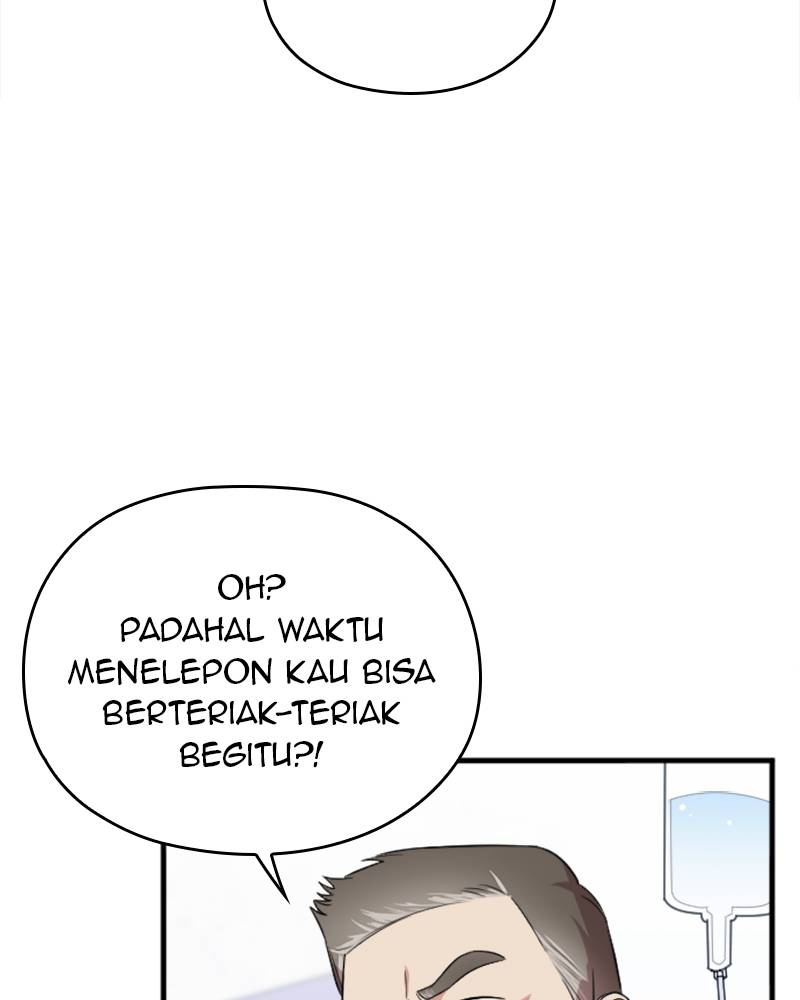 OH?
PADAHAL WAKTU
MENELEPON KAU BISA
BERTERIAK-TERIAK
BEGITU?!